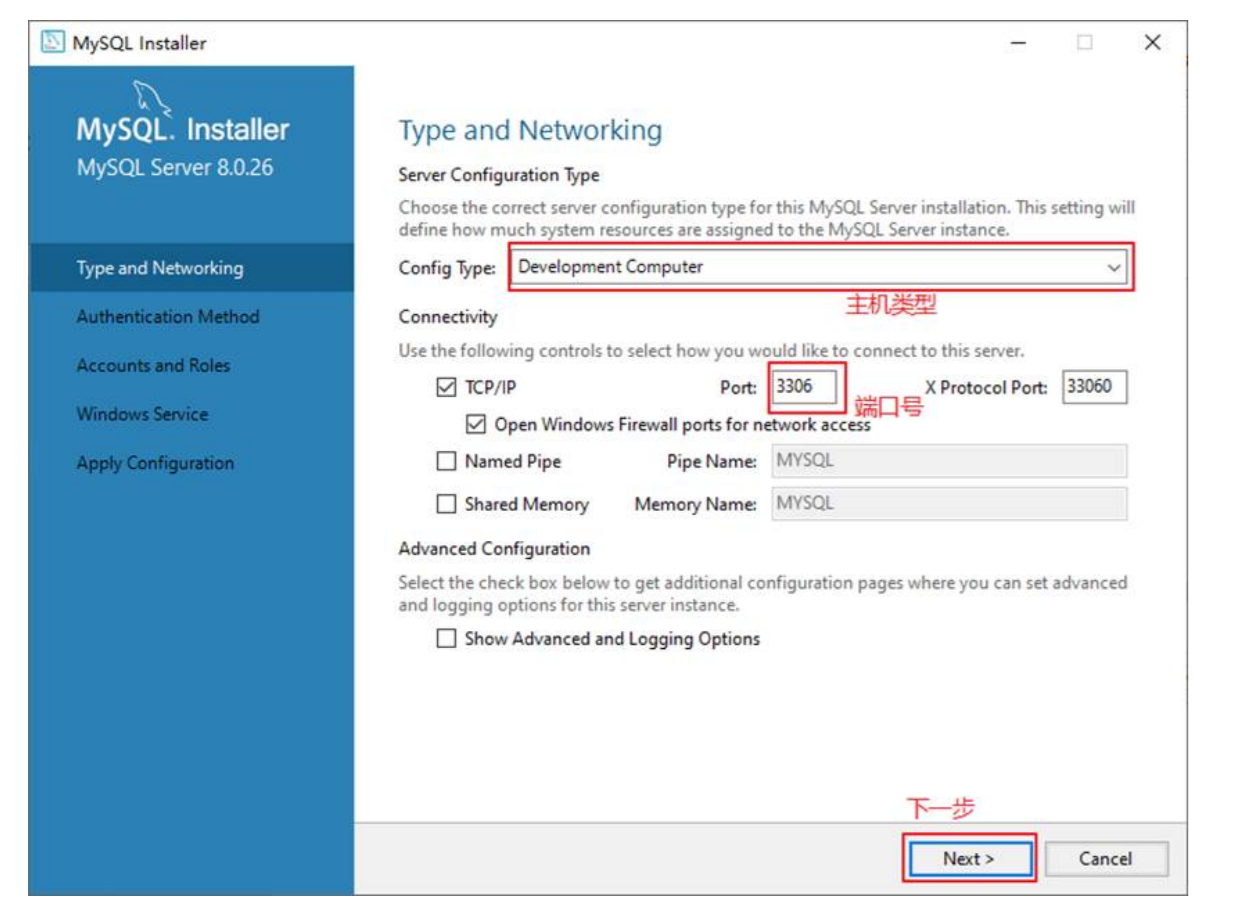 MySQL Installer
MySQL. Installer
MySQL Server 8.0.26
Type and Networking
Authentication Method
Accounts and Roles
Windows Service
Apply Configuration
Type and Networking
Server Configuration Type
Choose the correct server configuration type for this MySQL Server installation. This setting will
define how much system resources are assigned to the MySQL Server instance.
Config Type: Development Computer
主机类型
Connectivity
Use the following controls to select how you would like to connect to this server.
TCP/IP Port: 3306 X Protocol Port: 33060
端口号
Open Windows Firewall ports for network access
Named Pipe Pipe Name: MYSQL
Shared Memory Memory Name: MYSQL
Advanced Configuration
Select the check box below to get additional configuration pages where you can set advanced
and logging options for this server instance.
Show Advanced and Logging Options
下一步
Next > Cancel